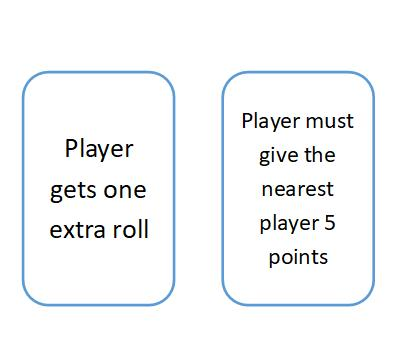 Player
gets one
extra roll
Player must
give the
nearest
player 5
points